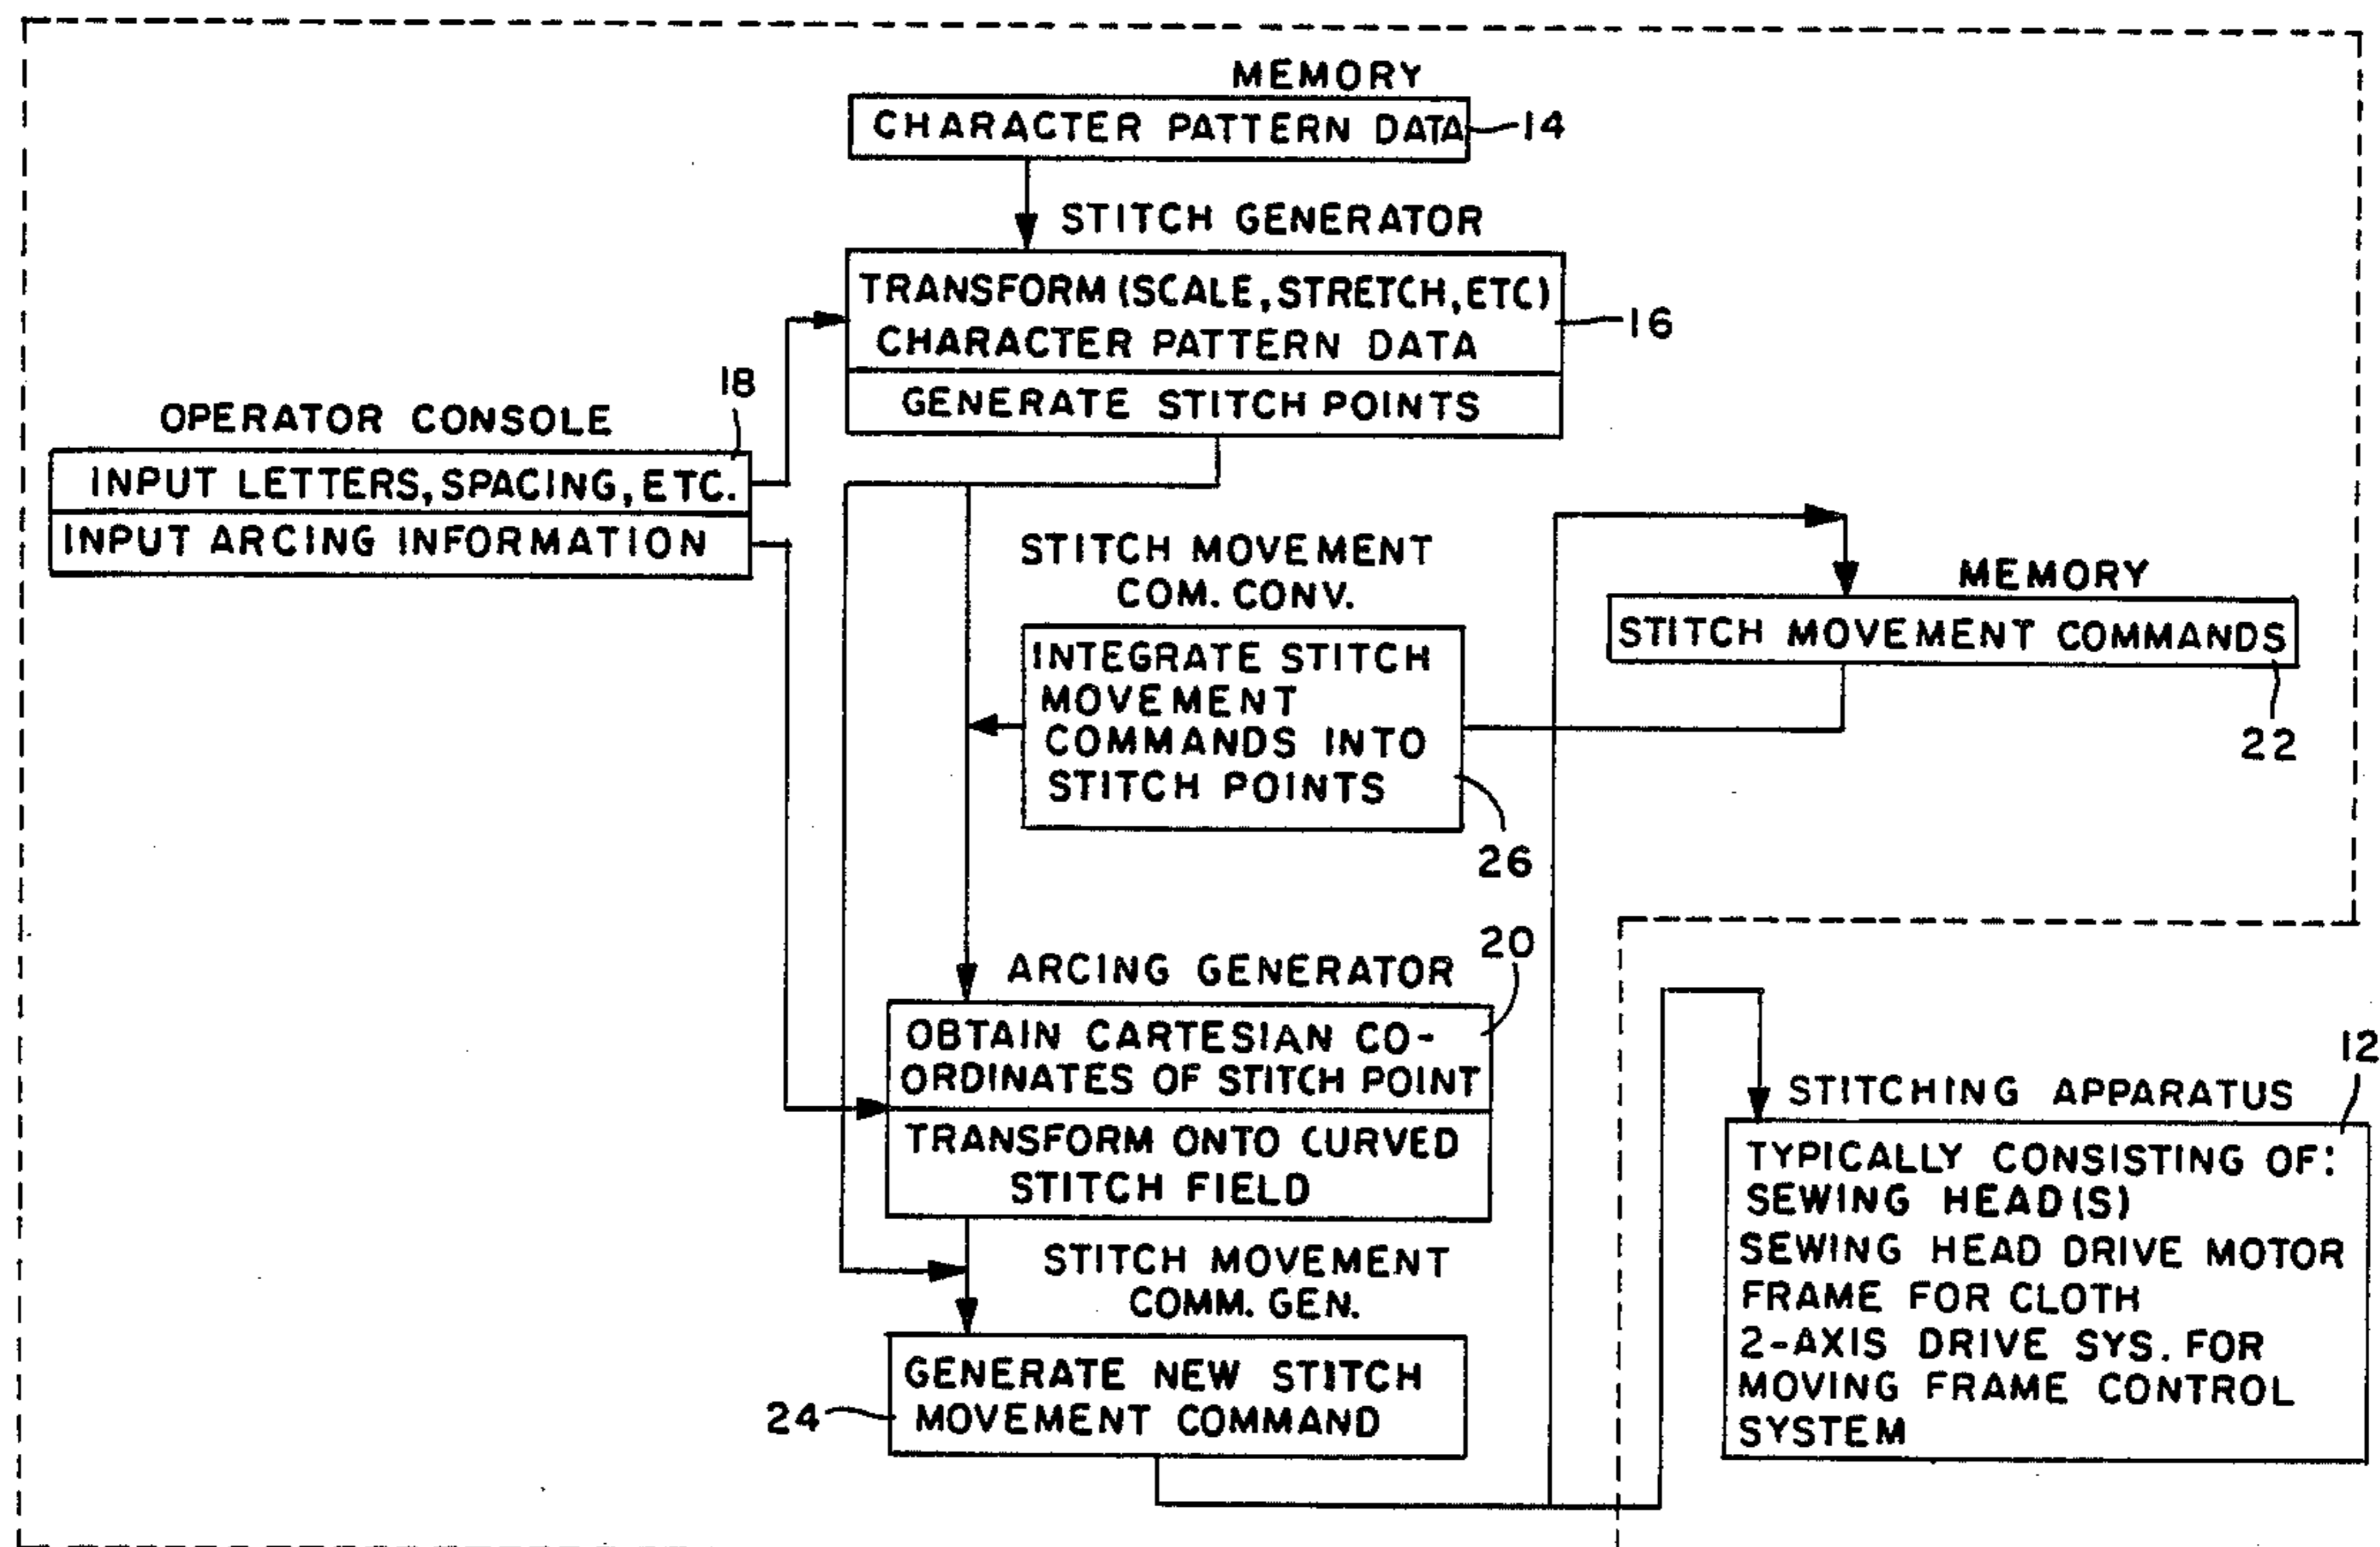 MEMORY
CHARACTER PATTERN DATA
14
STITCH GENERATOR
TRANSFORM (SCALE, STRETCH, ETC)
CHARACTER PATTERN DATA
16
GENERATE STITCH POINTS
18
OPERATOR CONSOLE
INPUT LETTERS, SPACING, ETC.
INPUT ARCING INFORMATION
STITCH MOVEMENT
COM. CONV.
INTEGRATE STITCH
MOVEMENT
COMMANDS INTO
STITCH POINTS
26
MEMORY
STITCH MOVEMENT COMMANDS
22
ARCING GENERATOR
20
OBTAIN CARTESIAN CO-
ORDINATES OF STITCH POINT
TRANSFORM ONTO CURVED
STITCH FIELD
STITCH MOVEMENT
COMM. GEN.
GENERATE NEW STITCH
MOVEMENT COMMAND
24
12
STITCHING APPARATUS
TYPICALLY CONSISTING OF:
SEWING HEAD(S)
SEWING HEAD DRIVE MOTOR
FRAME FOR CLOTH
2-AXIS DRIVE SYS. FOR
MOVING FRAME CONTROL
SYSTEM